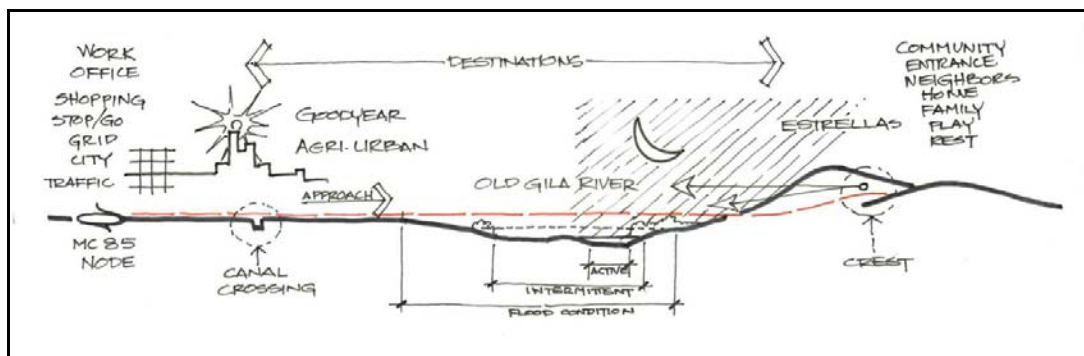 WORK
OFFICE
SHOPPING
STOP/GO
GRID
CITY
TRAFFIC
MC 85
NODE
DESTINATIONS
GOODYEAR
AGRI-URBAN
APPROACH
CANAL
CROSSING
OLD GILA RIVER
ACTIVE
INTERMITTENT
FLOOD CONDITION
ESTRELLAS
COMMUNITY
ENTRANCE
NEIGHBORS
HOME
FAMILY
PLAY
REST
CREST